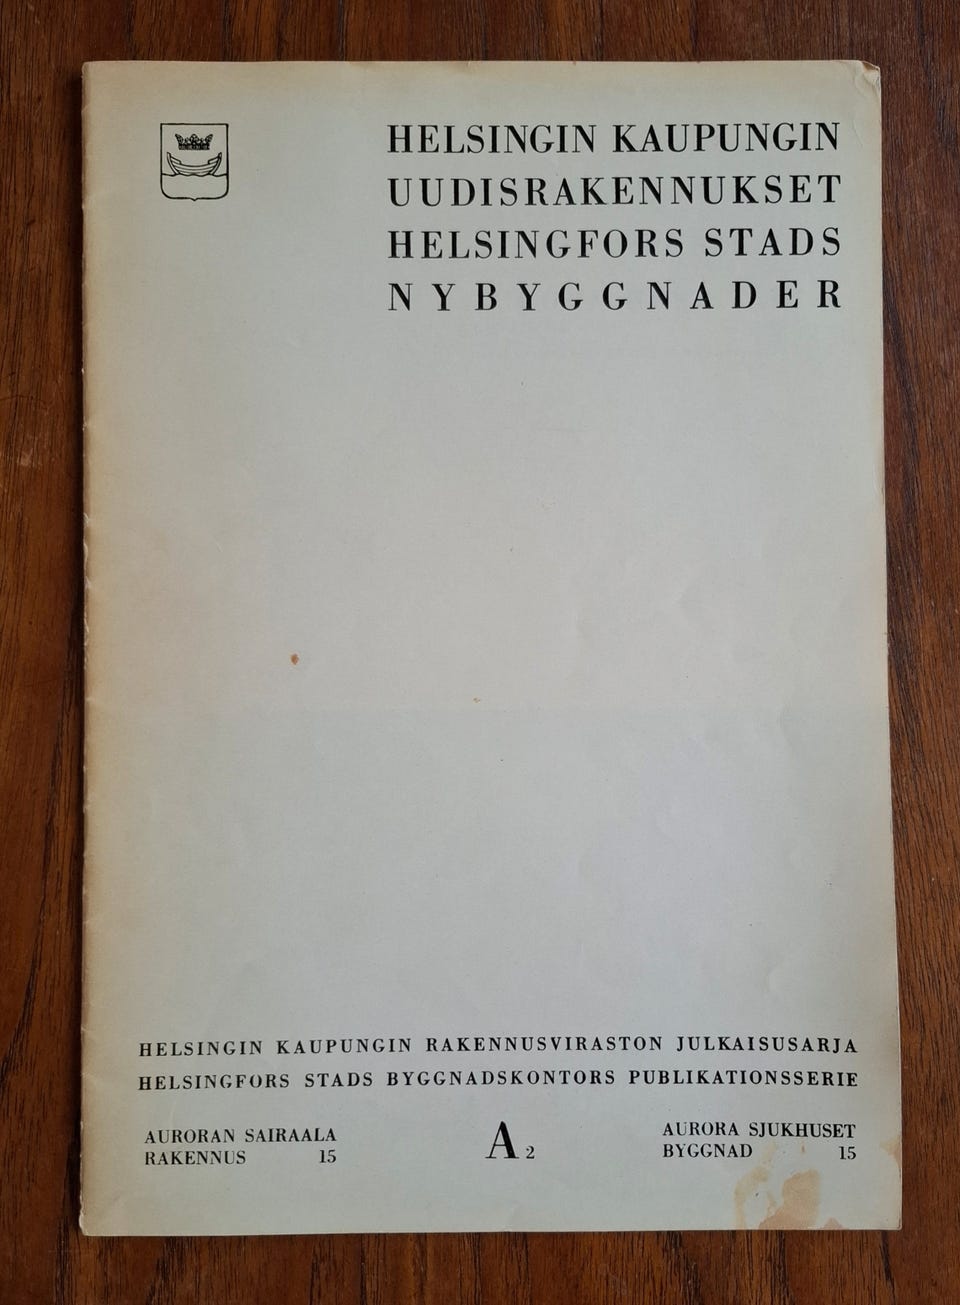 HELSINGIN KAUPUNGIN
UUDISRAKENNUKSET
HELSINGFORS STADS
NYBYGGNADER
HELSINGIN KAUPUNGIN RAKENNUSVIRASTON JULKAISUSARJA
HELSINGFORS STADS BYGGNADSKONTORS PUBLIKATIONSSERIE
AURORAN SAIRAALA
RAKENNUS 15
A 2
AURORA SJUKHUSET
BYGGNAD 15